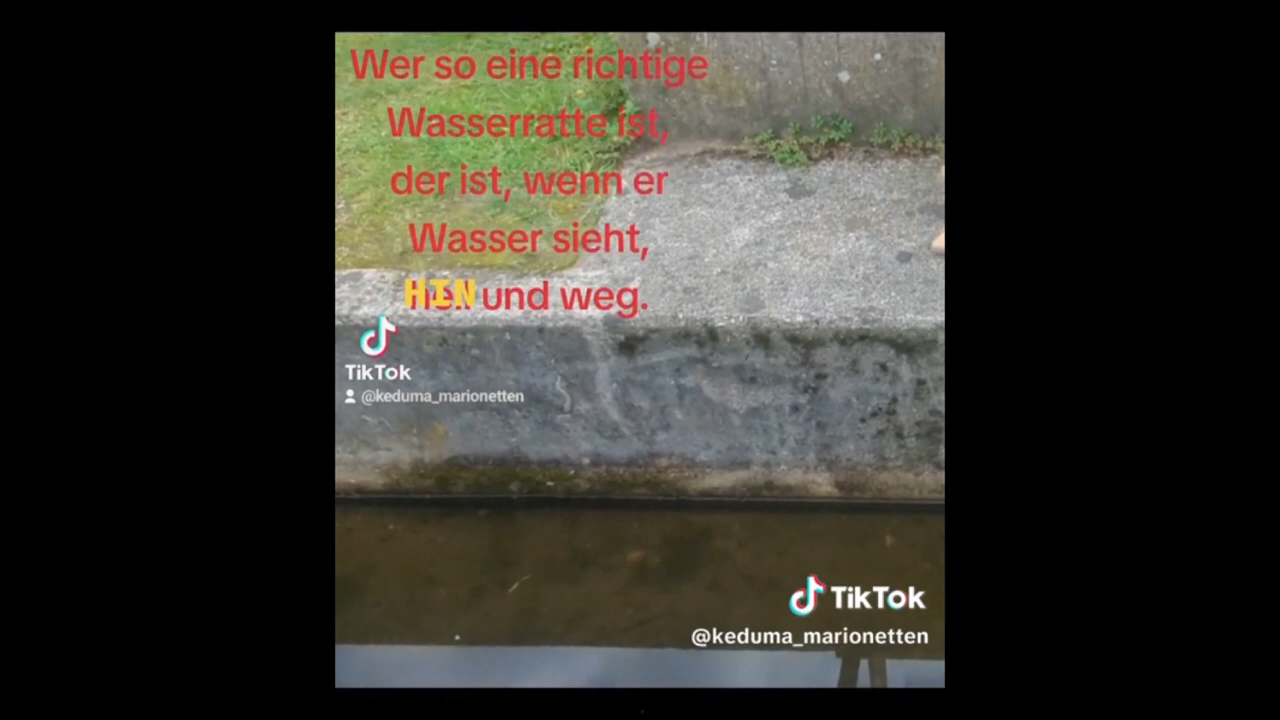 Wer so eine richtige
Wasserratte ist,
der ist, wenn er
Wasser sieht,
HIN und weg.
TikTok
@keduma_marionetten
TikTok
@keduma_marionetten